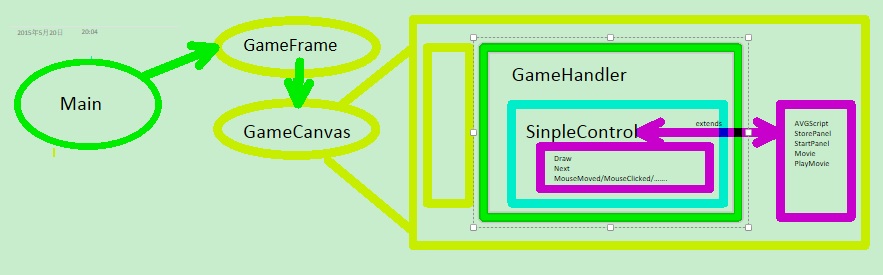 2015年5月20日 20:04
Main
GameFrame
GameCanvas
GameHandler
SinpleControl
extends
Draw
Next
MouseMoved/MouseClicked/.......
AVGScript
StorePanel
StartPanel
Movie
PlayMovie